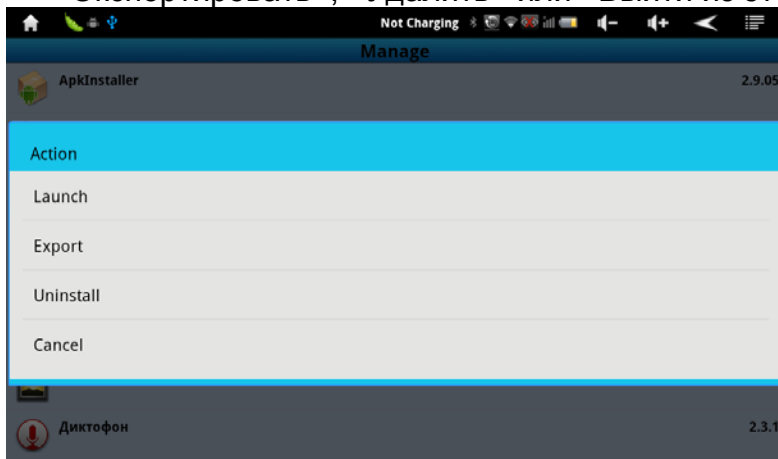 Not Charging
Manage
ApkInstaller 2.9.05
Action
Launch
Export
Uninstall
Cancel
Диктофон 2.3.1